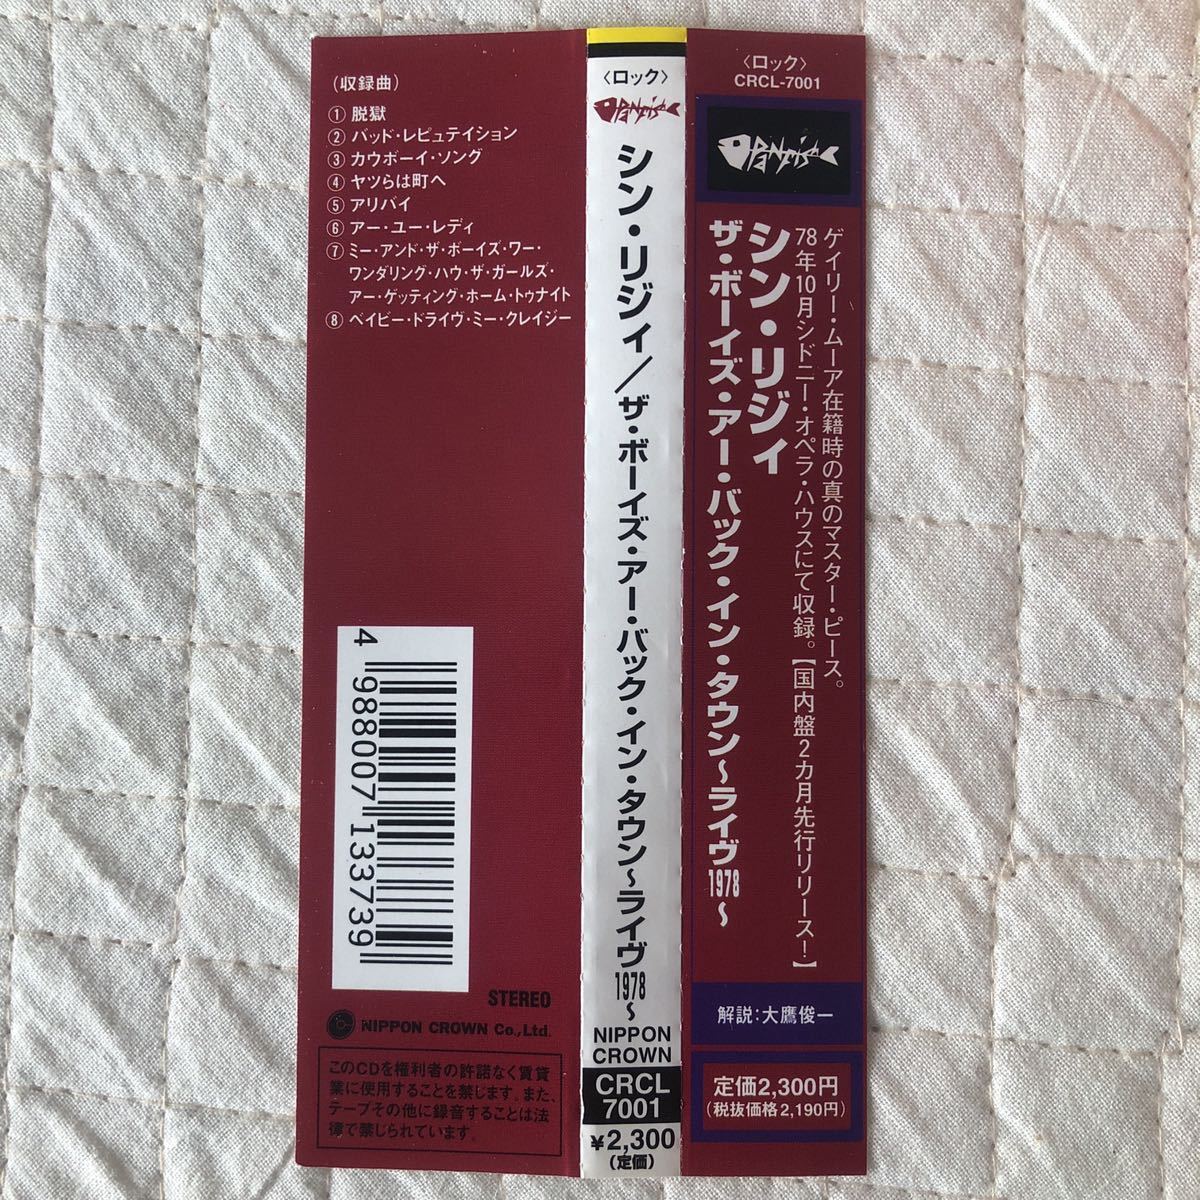 (収録曲)
①脱獄
②バッド・レピュテイション
③カウボーイ・ソング
④ヤツらは町へ
⑤アリバイ
⑥アー・ユー・レディ
⑦ミー・アンド・ザ・ボーイズ・ワー・
ワンダリング・ハウ・ザ・ガールズ・
アー・ゲッティング・ホーム・トゥナイト
⑧ベイビー・ドライヴ・ミー・クレイジー
4 988007 133739
STEREO
NIPPON CROWN Co.,Ltd.
このCDを権利者の許諾なく賃貸
業に使用することを禁じます。また、
テープその他に録音することは法
律で禁じられています。
〈ロック〉
Pantis
シン・リジィ/ザ・ボーイズ・アー・バック・イン・タウン〜ライヴ1978〜
NIPPON
CROWN
CRCL
7001
¥2,300
(定価)
〈ロック〉
CRCL-7001
Pantis
ゲイリー・ムーア在籍時の真のマスター・ピース。
78年10月シドニー・オペラ・ハウスにて収録。【国内盤2カ月先行リリース!】
シン・リジィ
ザ・ボーイズ・アー・バック・イン・タウン〜ライヴ1978〜
解説:大鷹俊一
定価2,300円
(税抜価格2,190円)